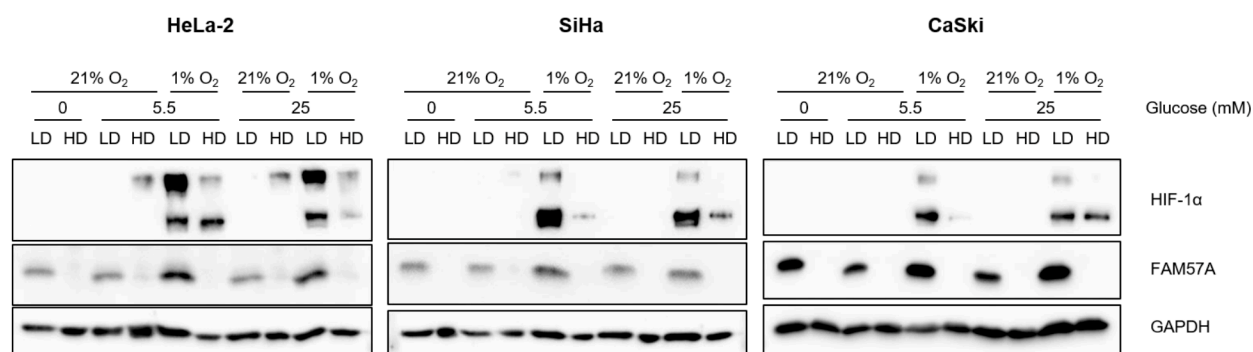 HeLa-2 SiHa CaSki
21% O₂ 1% O₂ 21% O₂ 1% O₂ 21% O₂ 1% O₂ 21% O₂ 1% O₂ 21% O₂ 1% O₂ 21% O₂ 1% O₂
0 5.5 25 0 5.5 25 0 5.5 25 Glucose (mM)
LD HD LD HD LD HD LD HD LD HD LD HD LD HD LD HD LD HD LD HD LD HD LD HD LD HD LD HD LD HD
HIF-1α
FAM57A
GAPDH